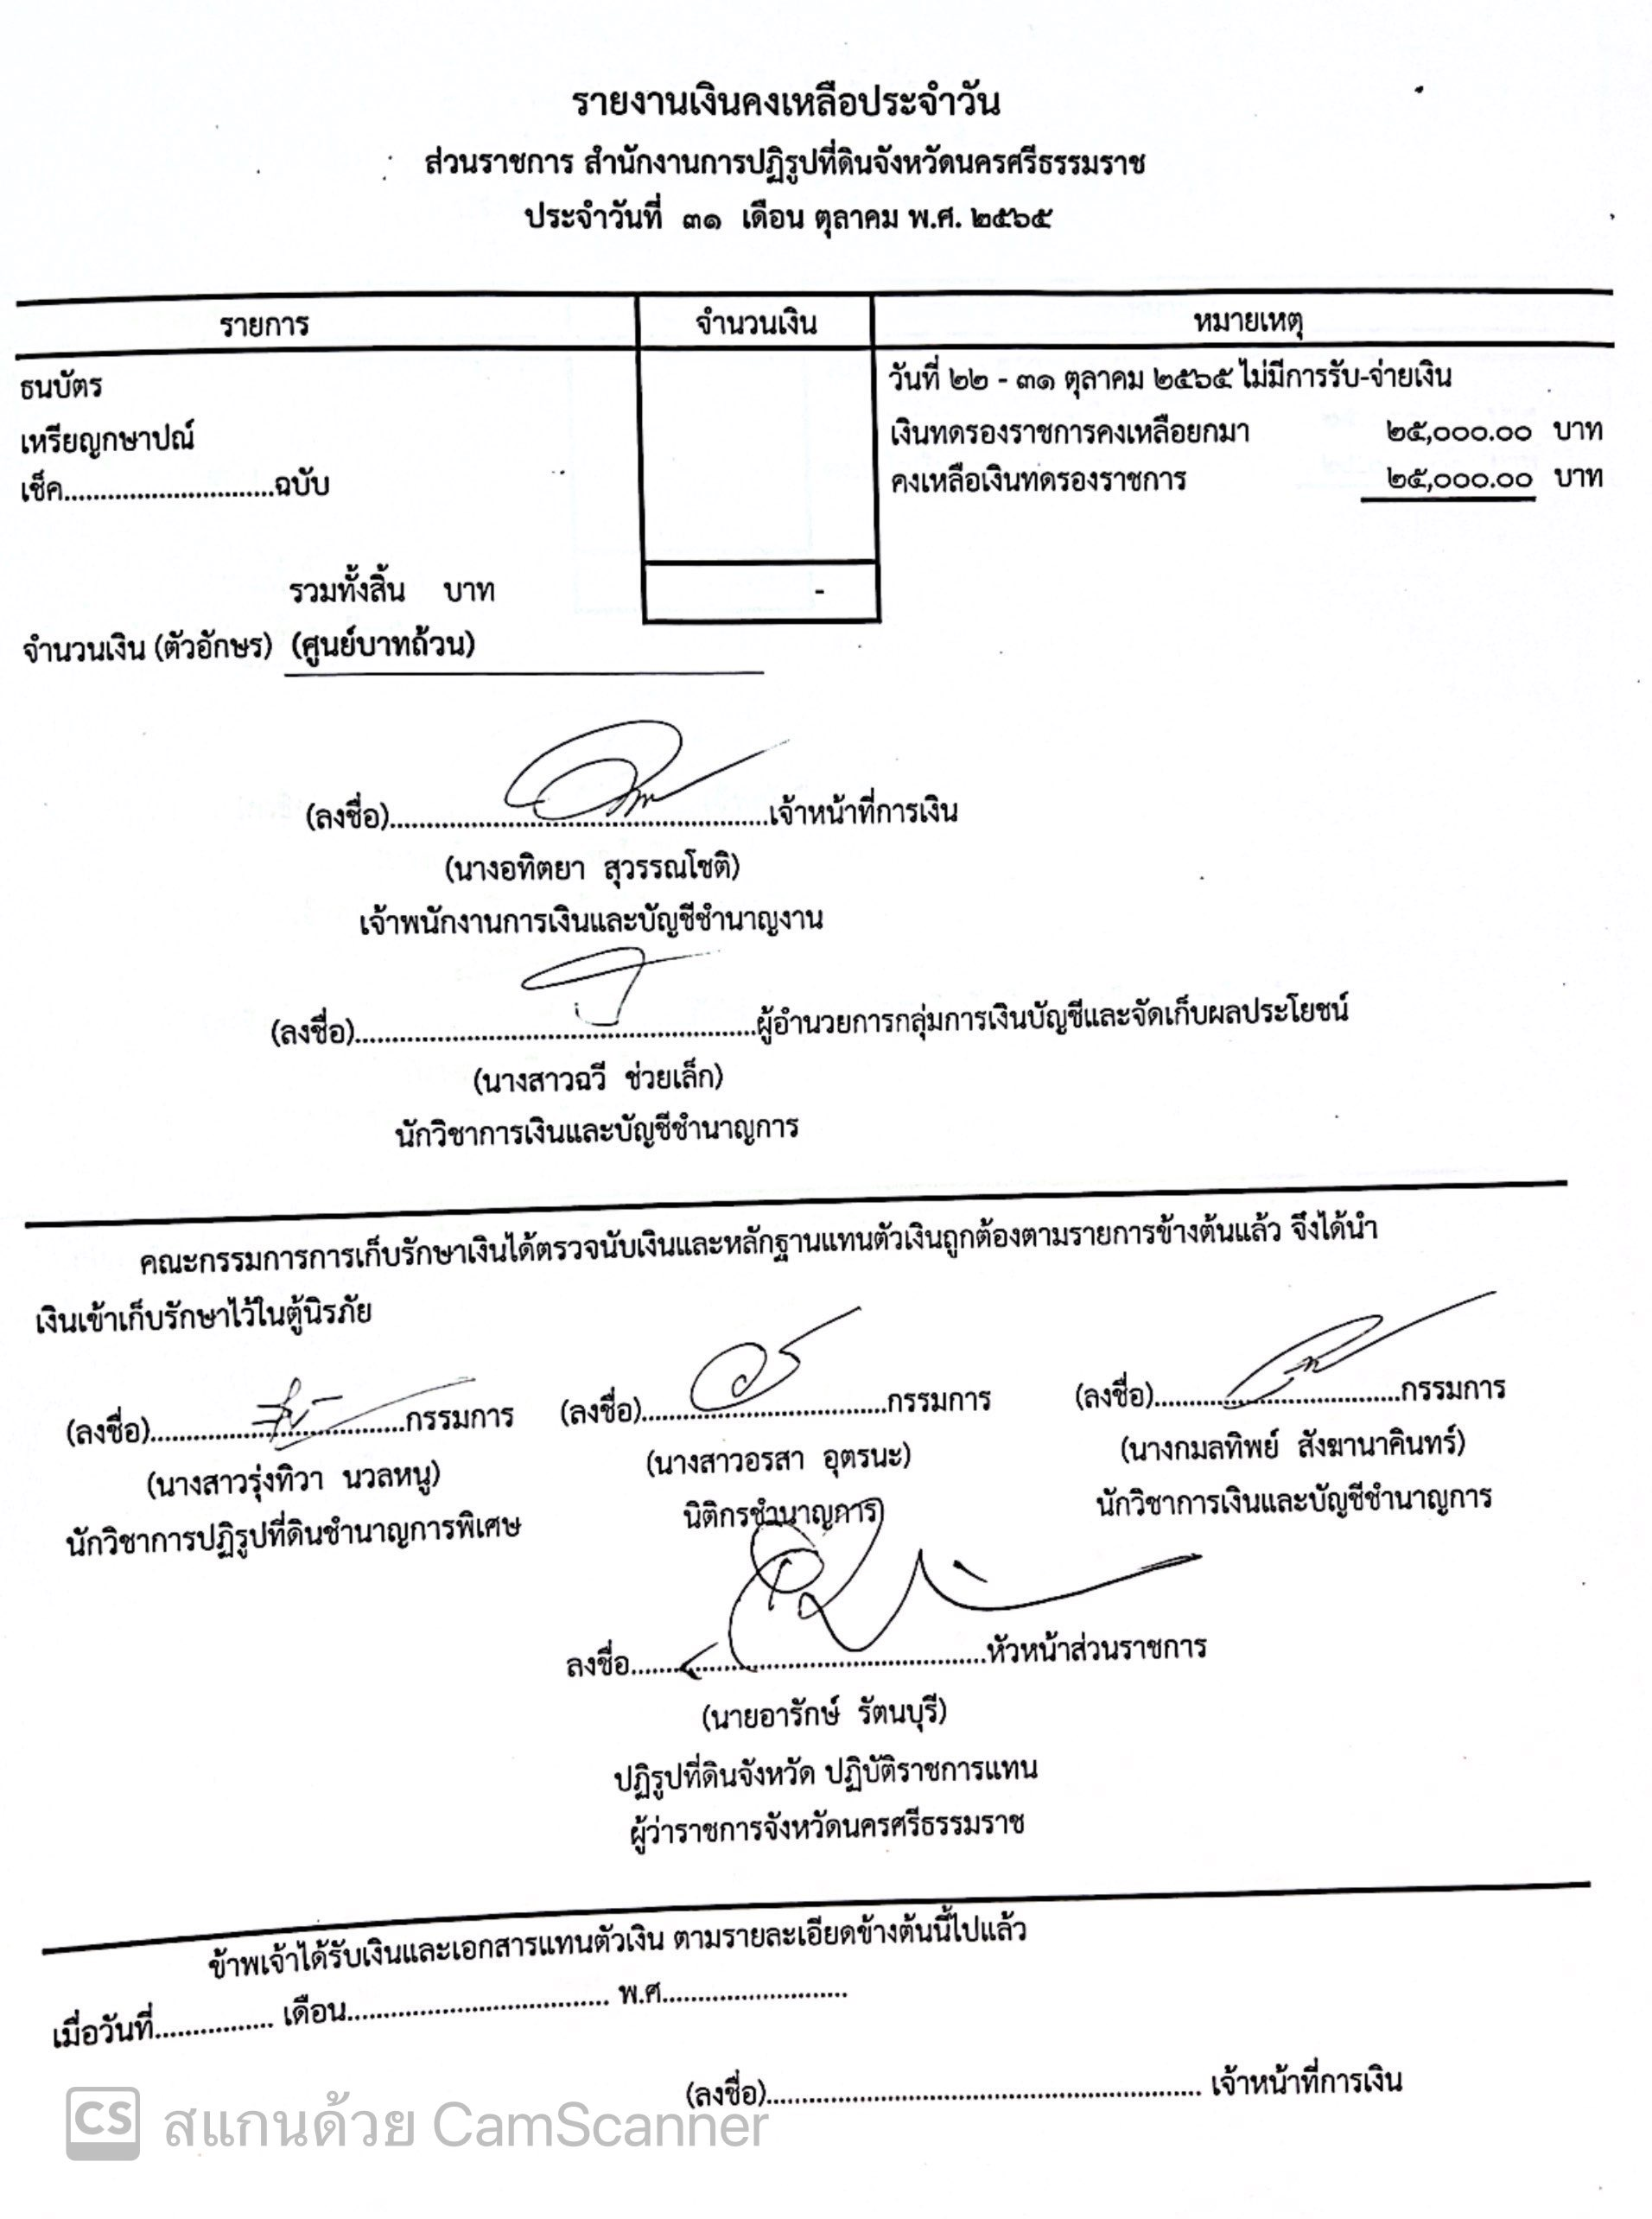 รายงานเงินคงเหลือประจำวัน
ส่วนราชการ สำนักงานการปฏิรูปที่ดินจังหวัดนครศรีธรรมราช
ประจำวันที่ ๓๑ เดือน ตุลาคม พ.ศ. ๒๕๖๕
รายการ จำนวนเงิน หมายเหตุ
ธนบัตร วันที่ ๒๒ - ๓๑ ตุลาคม ๒๕๖๕ ไม่มีการรับ-จ่ายเงิน
เหรียญกษาปณ์ เงินทดรองราชการคงเหลือยกมา ๒๕,๐๐๐.๐๐ บาท
เช็ค............................ฉบับ คงเหลือเงินทดรองราชการ ๒๕,๐๐๐.๐๐ บาท
รวมทั้งสิ้น บาท -
จำนวนเงิน (ตัวอักษร) (ศูนย์บาทถ้วน)
(ลงชื่อ)..................................................เจ้าหน้าที่การเงิน
(นางอทิตยา สุวรรณโชติ)
เจ้าพนักงานการเงินและบัญชีชำนาญงาน
(ลงชื่อ).....................................................ผู้อำนวยการกลุ่มการเงินบัญชีและจัดเก็บผลประโยชน์
(นางสาวฉวี ช่วยเล็ก)
นักวิชาการเงินและบัญชีชำนาญการ
คณะกรรมการการเก็บรักษาเงินได้ตรวจนับเงินและหลักฐานแทนตัวเงินถูกต้องตามรายการข้างต้นแล้ว จึงได้นำ
เงินเข้าเก็บรักษาไว้ในตู้นิรภัย
(ลงชื่อ)..................................กรรมการ (ลงชื่อ)................................กรรมการ (ลงชื่อ)................................กรรมการ
(นางสาวรุ่งทิวา นวลหนู) (นางสาวอรสา อุตรนะ) (นางกมลทิพย์ สังฆานาคินทร์)
นักวิชาการปฏิรูปที่ดินชำนาญการพิเศษ นิติกรชำนาญการ นักวิชาการเงินและบัญชีชำนาญการ
ลงชื่อ...............................................หัวหน้าส่วนราชการ
(นายอารักษ์ รัตนบุรี)
ปฏิรูปที่ดินจังหวัด ปฏิบัติราชการแทน
ผู้ว่าราชการจังหวัดนครศรีธรรมราช
ข้าพเจ้าได้รับเงินและเอกสารแทนตัวเงิน ตามรายละเอียดข้างต้นนี้ไปแล้ว
เมื่อวันที่................ เดือน................................... พ.ศ.........................
(ลงชื่อ).......................................................... เจ้าหน้าที่การเงิน
CS สแกนด้วย CamScanner